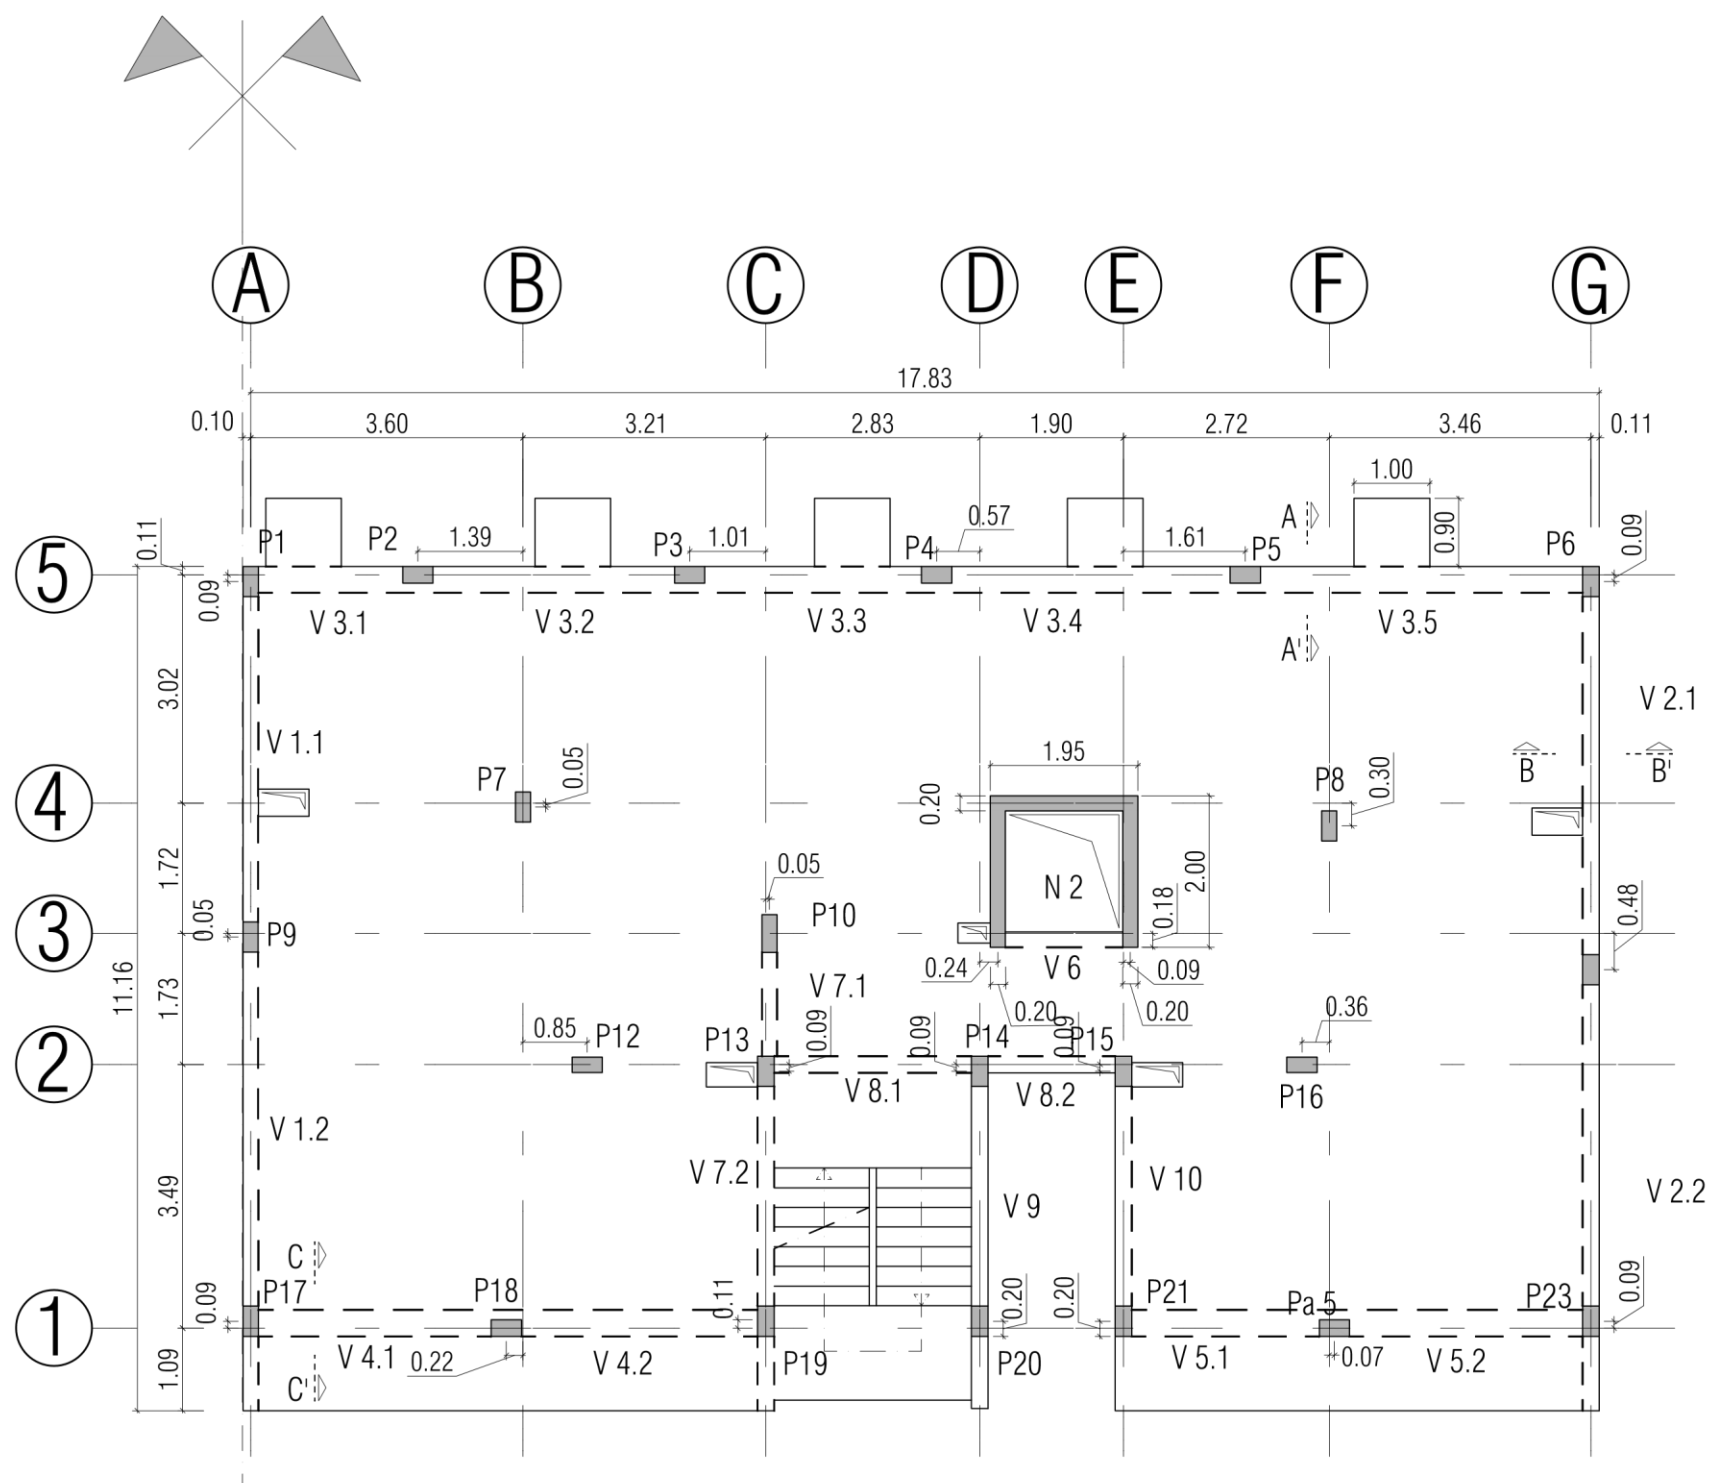 A B C D E F G
17.83
0.10 3.60 3.21 2.83 1.90 2.72 3.46 0.11
1.00
0.57 A
0.11 P1 P2 1.39 P3 1.01 P4 1.61 P5 0.90 P6 0.09
5
0.09
V 3.1 V 3.2 V 3.3 V 3.4 V 3.5
A'
3.02 V 2.1
V 1.1 0.05 1.95 B B'
P7 P8 0.30
4 0.20
1.72 0.05 2.00
N 2
0.18
0.48
3 0.05 P9 P10
0.24 V 6 0.09
11.16 1.73 V 7.1 0.20 0.20
0.85 P12 P13 0.09 0.09 P14 0.09 P15 0.36
2
V 8.1 V 8.2 P16
V 1.2
V 7.2 V 10
3.49 V 9 V 2.2
C
0.09 P17 P18 0.11 0.20 0.20 P21 Pa 5 P23 0.09
1
1.09 V 4.1 0.22 V 4.2 P19 P20 V 5.1 0.07 V 5.2
C'